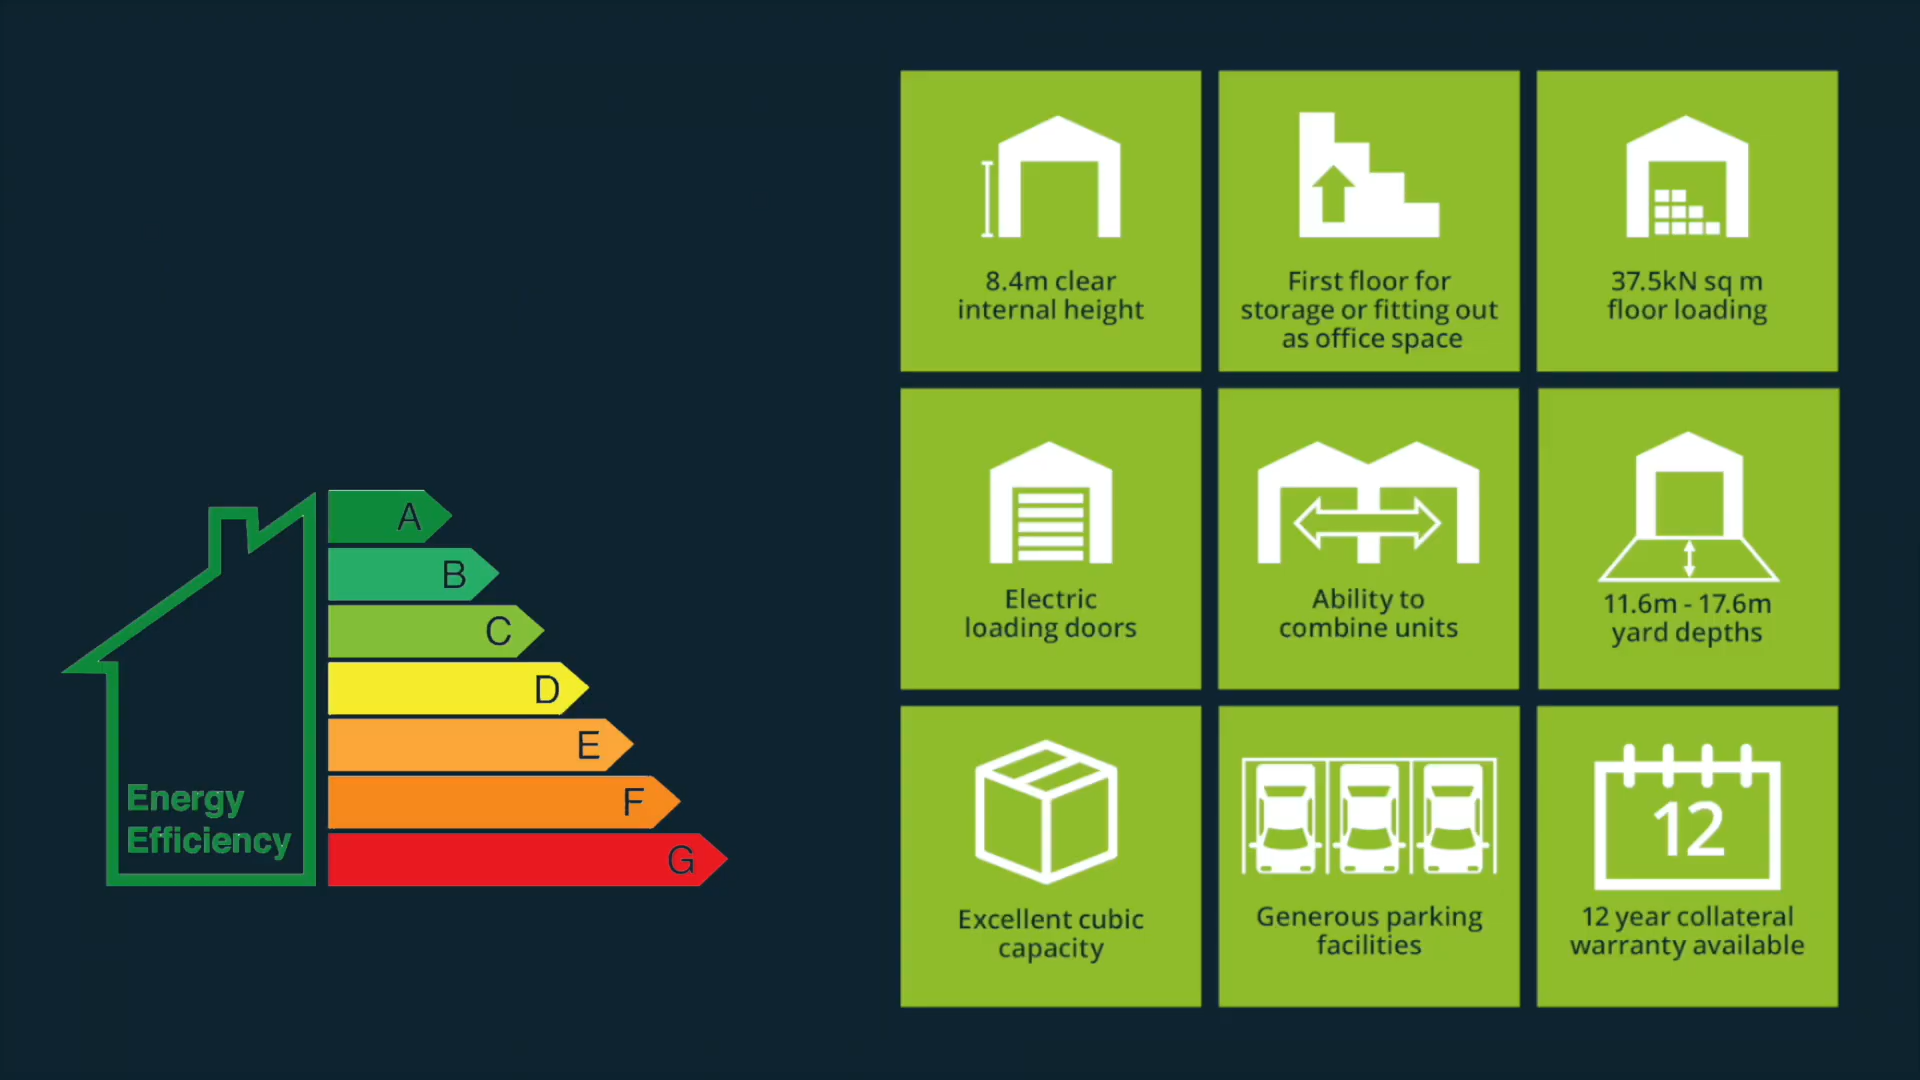 A
B
C
D
E
F
G
Energy
Efficiency
8.4m clear
internal height
First floor for
storage or fitting out
as office space
37.5kN sq m
floor loading
Electric
loading doors
Ability to
combine units
11.6m - 17.6m
yard depths
Excellent cubic
capacity
Generous parking
facilities
12
12 year collateral
warranty available